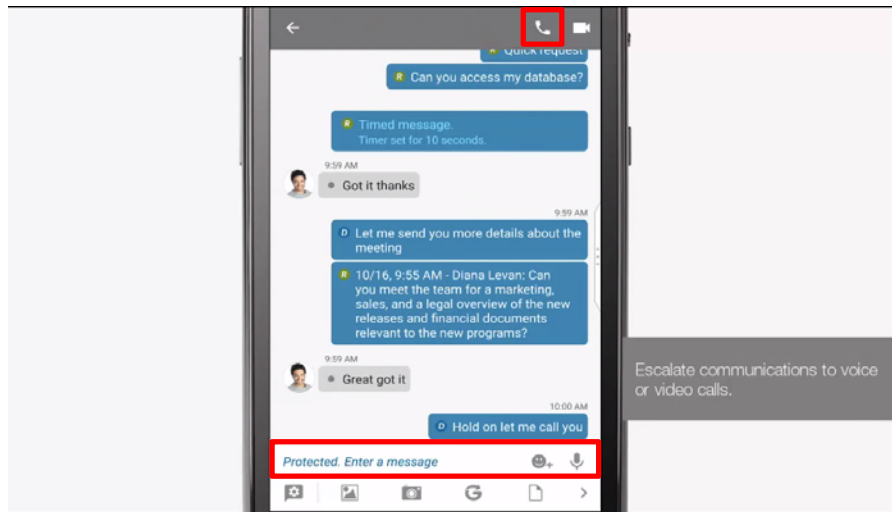 Quick request
R Can you access my database?
R Timed message.
Timer set for 10 seconds.
9:59 AM
Got it thanks
9:59 AM
D Let me send you more details about the
meeting
R 10/16, 9:55 AM - Diana Levan: Can
you meet the team for a marketing,
sales, and a legal overview of the new
releases and financial documents
relevant to the new programs?
9:59 AM
Great got it
10:00 AM
D Hold on let me call you
Protected. Enter a message
G
Escalate communications to voice
or video calls.